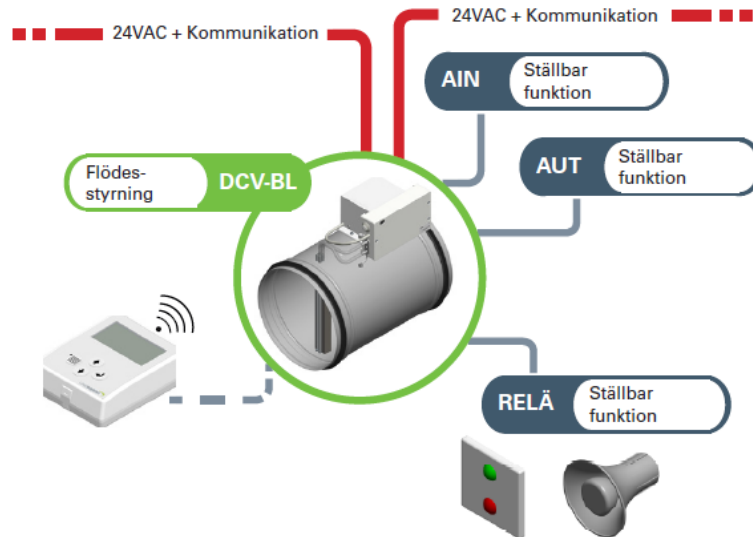 24VAC + Kommunikation
24VAC + Kommunikation
AIN
Ställbar
funktion
Flödes-
styrning
DCV-BL
AUT
Ställbar
funktion
RELÄ
Ställbar
funktion